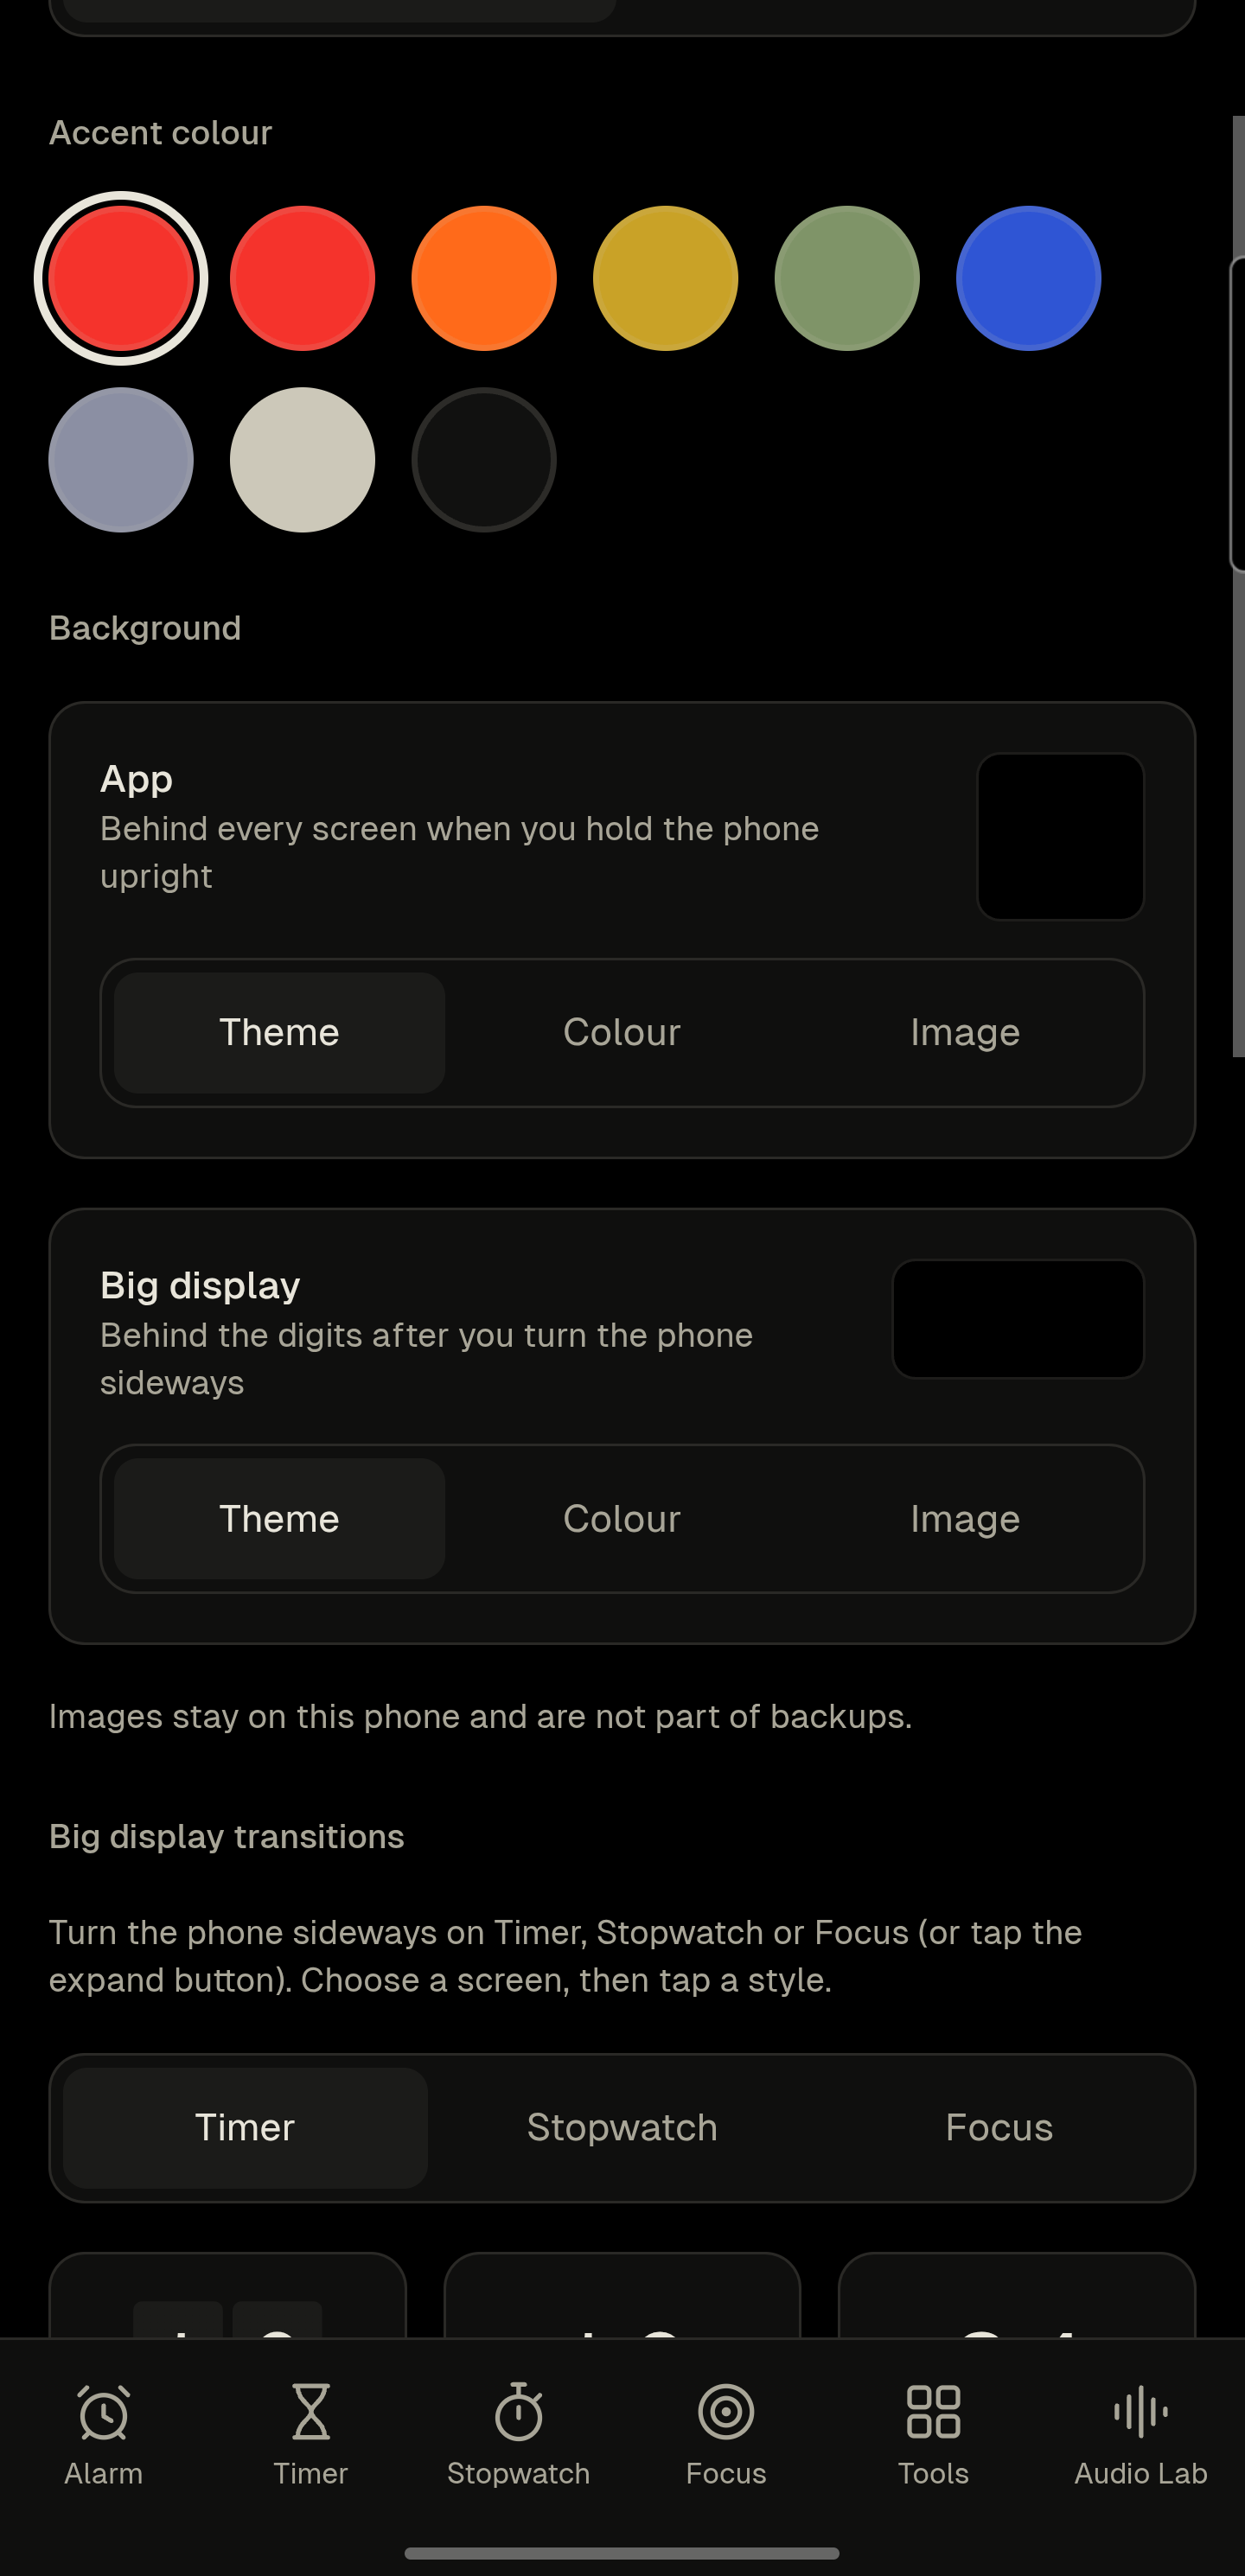 Accent colour
Background
App
Behind every screen when you hold the phone
upright
Theme
Colour
Image
Big display
Behind the digits after you turn the phone
sideways
Theme
Colour
Image
Images stay on this phone and are not part of backups.
Big display transitions
Turn the phone sideways on Timer, Stopwatch or Focus (or tap the
expand button). Choose a screen, then tap a style.
Timer
Stopwatch
Focus
Alarm
Timer
Stopwatch
Focus
Tools
Audio Lab